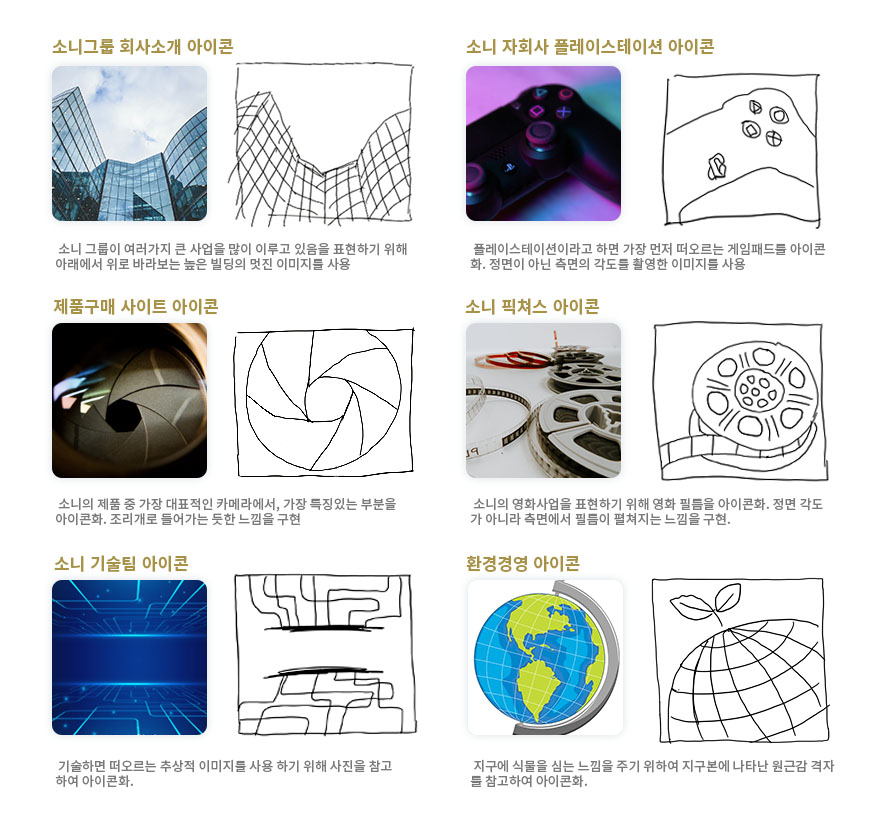 소니그룹 회사소개 아이콘
소니 그룹이 여러가지 큰 사업을 많이 이루고 있음을 표현하기 위해
아래에서 위로 바라보는 높은 빌딩의 멋진 이미지를 사용
소니 자회사 플레이스테이션 아이콘
플레이스테이션이라고 하면 가장 먼저 떠오르는 게임패드를 아이콘
화. 정면이 아닌 측면의 각도를 촬영한 이미지를 사용
제품구매 사이트 아이콘
소니의 제품 중 가장 대표적인 카메라에서, 가장 특징있는 부분을
아이콘화. 조리개로 들어가는 듯한 느낌을 구현
소니 픽쳐스 아이콘
소니의 영화사업을 표현하기 위해 영화 필름을 아이콘화. 정면 각도
가 아니라 측면에서 필름이 펼쳐지는 느낌을 구현.
소니 기술팀 아이콘
기술하면 떠오르는 추상적 이미지를 사용 하기 위해 사진을 참고
하여 아이콘화.
환경경영 아이콘
지구에 식물을 심는 느낌을 주기 위하여 지구본에 나타난 원근감 격자
를 참고하여 아이콘화.